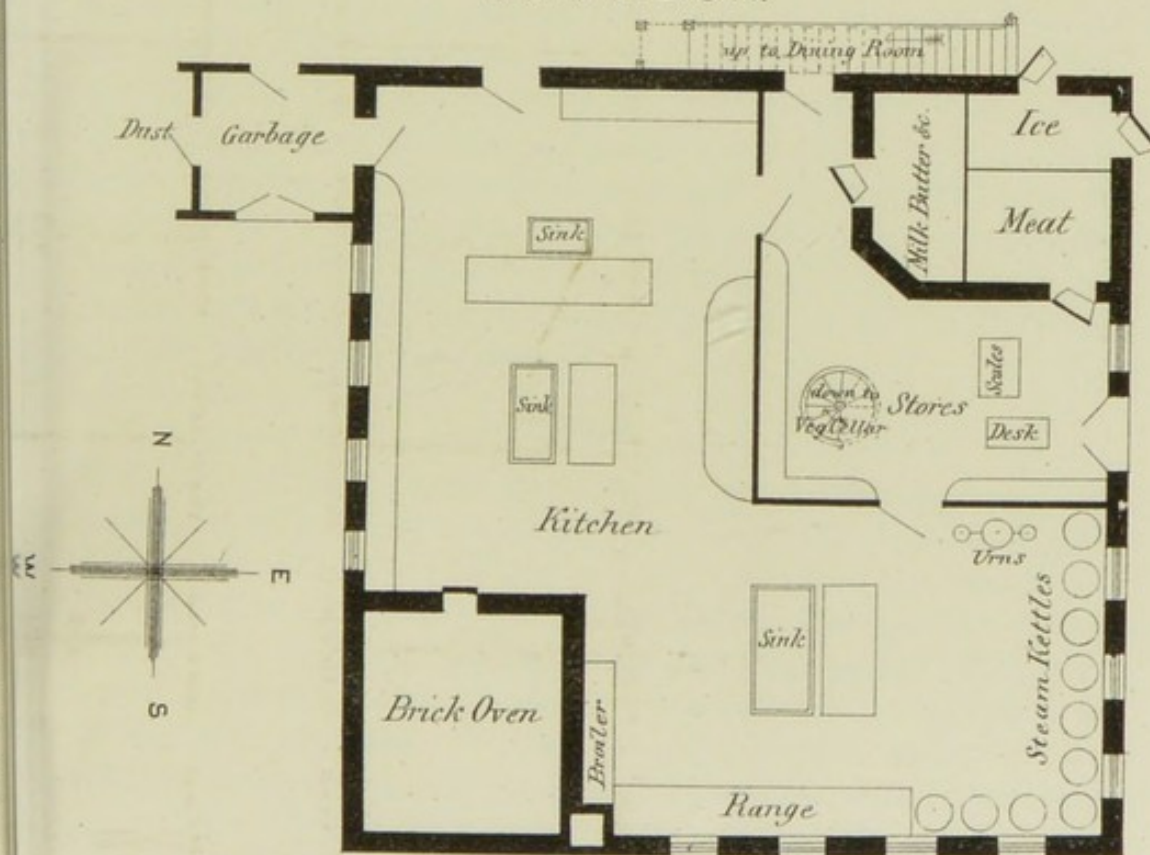 up to Dining Room
Dust
Garbage
Milk Butter &c.
Ice
Meat
Sink
Sink
down to
Veg Cellar
Stores
Scales
Desk
Kitchen
Urns
Steam Kettles
Sink
Brick Oven
Broiler
Range
N
W
E
S
W